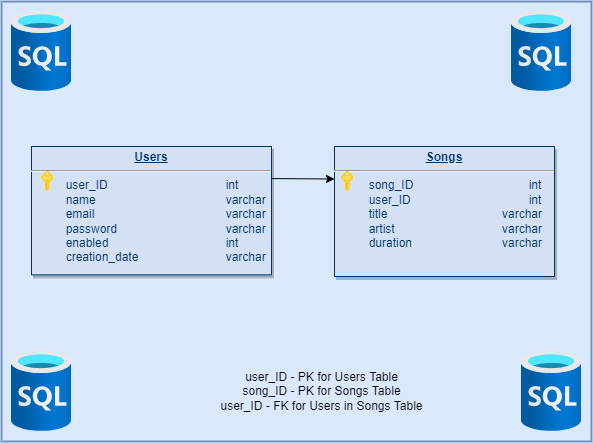 SQL
SQL
Users
user_ID int
name varchar
email varchar
password varchar
enabled int
creation_date varchar
Songs
song_ID int
user_ID int
title varchar
artist varchar
duration varchar
SQL
user_ID - PK for Users Table
song_ID - PK for Songs Table
user_ID - FK for Users in Songs Table
SQL